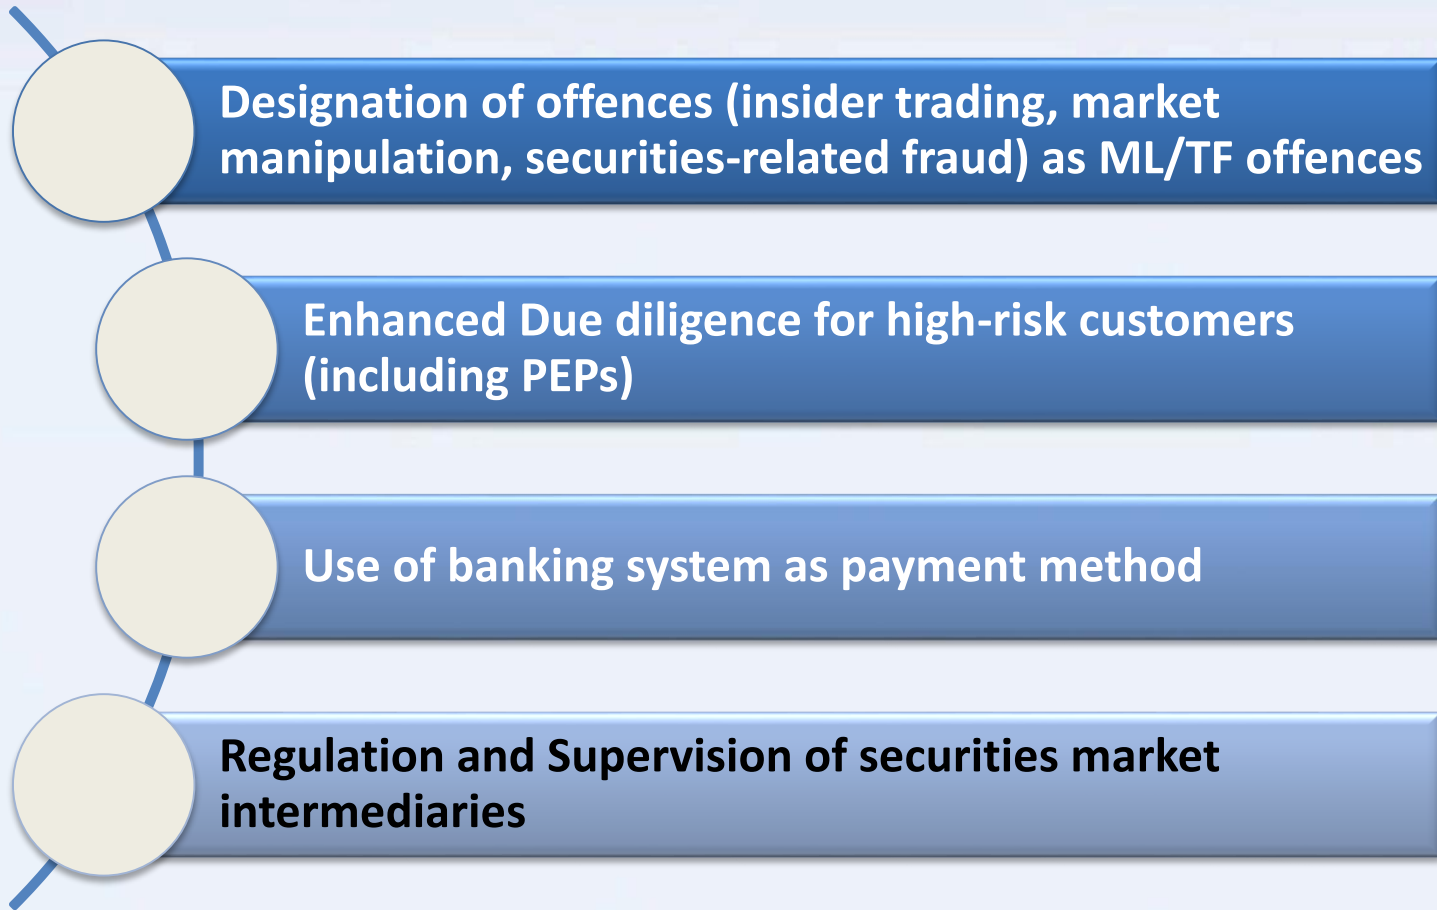 Designation of offences (insider trading, market
manipulation, securities-related fraud) as ML/TF offences
Enhanced Due diligence for high-risk customers
(including PEPs)
Use of banking system as payment method
Regulation and Supervision of securities market
intermediaries